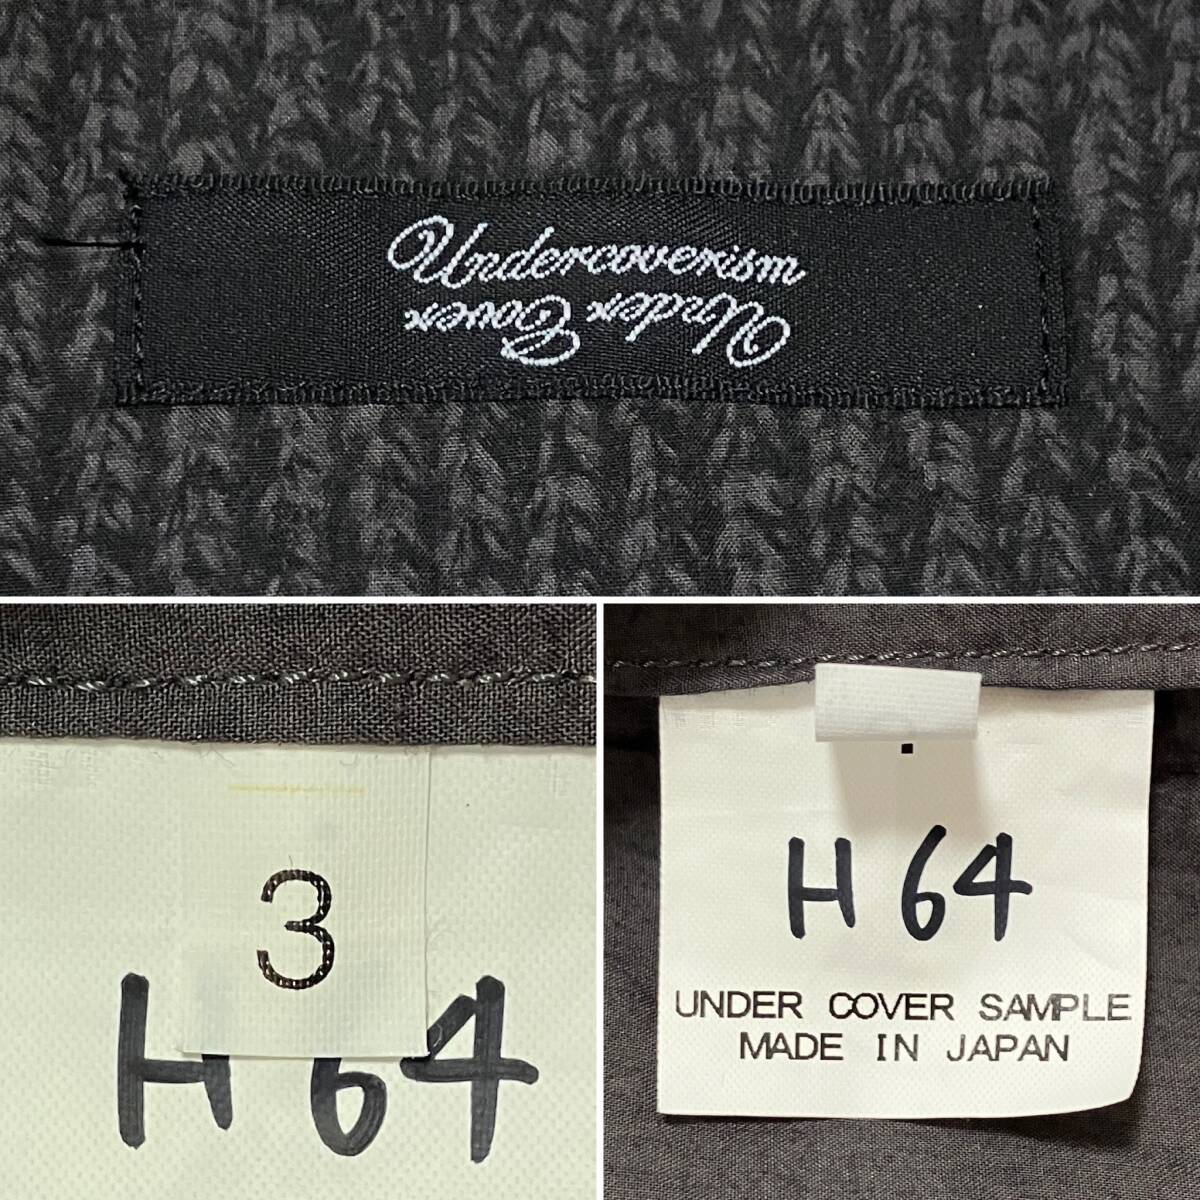 Undercoverism
Under Cover
3
H 64
H 64
UNDER COVER SAMPLE
MADE IN JAPAN